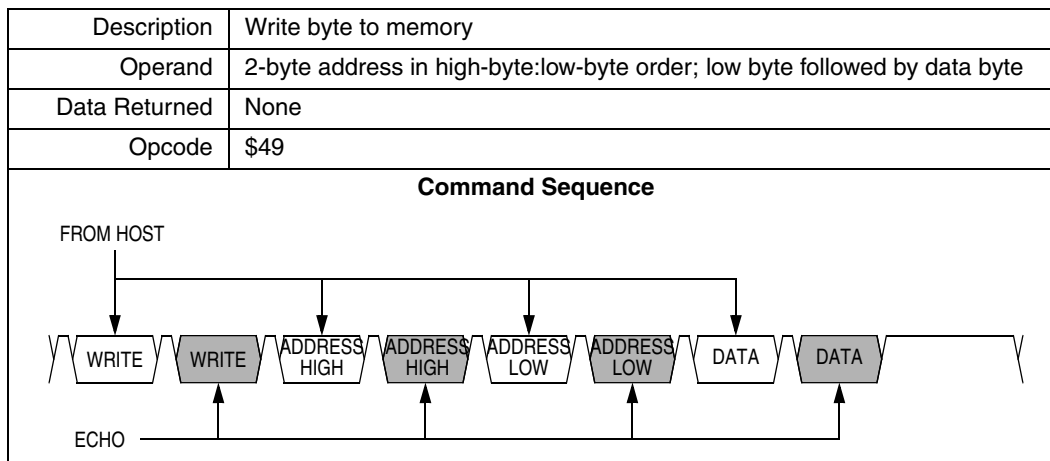 Description Write byte to memory
Operand 2-byte address in high-byte:low-byte order; low byte followed by data byte
Data Returned None
Opcode $49
Command Sequence
FROM HOST
WRITE WRITE ADDRESS HIGH ADDRESS HIGH ADDRESS LOW ADDRESS LOW DATA DATA
ECHO